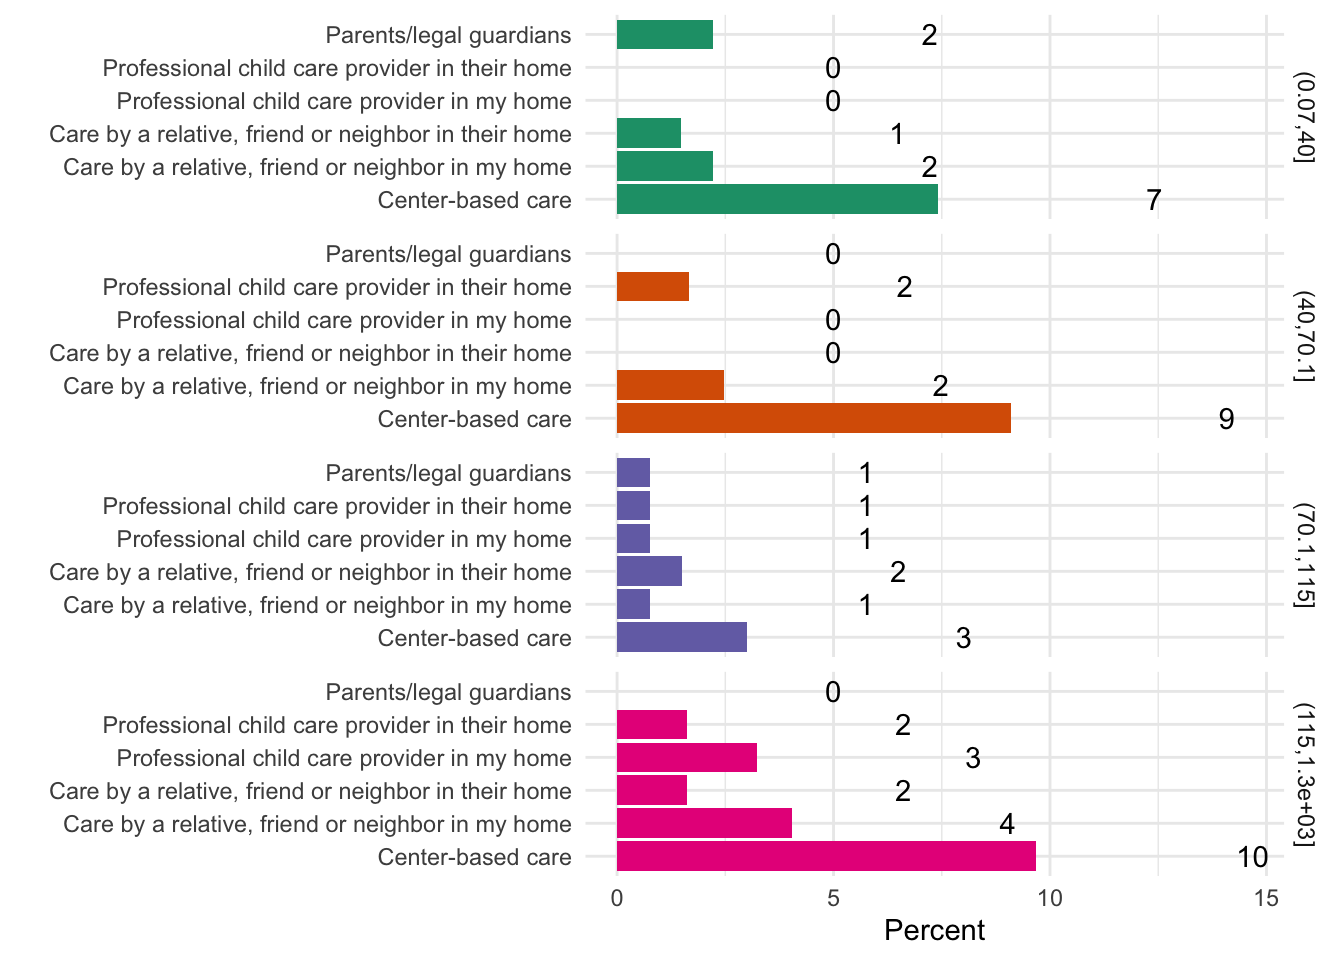 Parents/legal guardians 2
Professional child care provider in their home 0
Professional child care provider in my home 0
Care by a relative, friend or neighbor in their home 1
Care by a relative, friend or neighbor in my home 2
Center-based care 7
(0.07,40]
Parents/legal guardians 0
Professional child care provider in their home 2
Professional child care provider in my home 0
Care by a relative, friend or neighbor in their home 0
Care by a relative, friend or neighbor in my home 2
Center-based care 9
(40,70.1]
Parents/legal guardians 1
Professional child care provider in their home 1
Professional child care provider in my home 1
Care by a relative, friend or neighbor in their home 2
Care by a relative, friend or neighbor in my home 1
Center-based care 3
(70.1,115]
Parents/legal guardians 0
Professional child care provider in their home 2
Professional child care provider in my home 3
Care by a relative, friend or neighbor in their home 2
Care by a relative, friend or neighbor in my home 4
Center-based care 10
(115,1.3e+03]
0 5 10 15
Percent